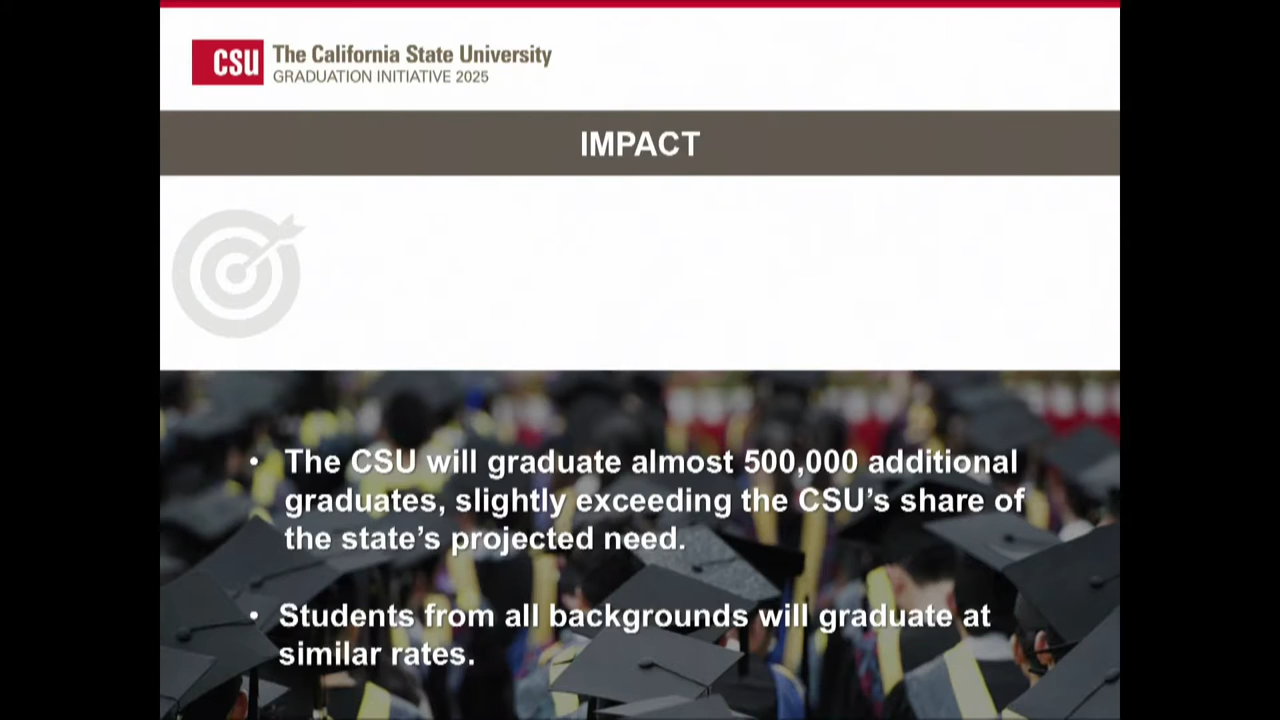 CSU The California State University
GRADUATION INITIATIVE 2025
IMPACT
• The CSU will graduate almost 500,000 additional
graduates, slightly exceeding the CSU’s share of
the state’s projected need.
• Students from all backgrounds will graduate at
similar rates.